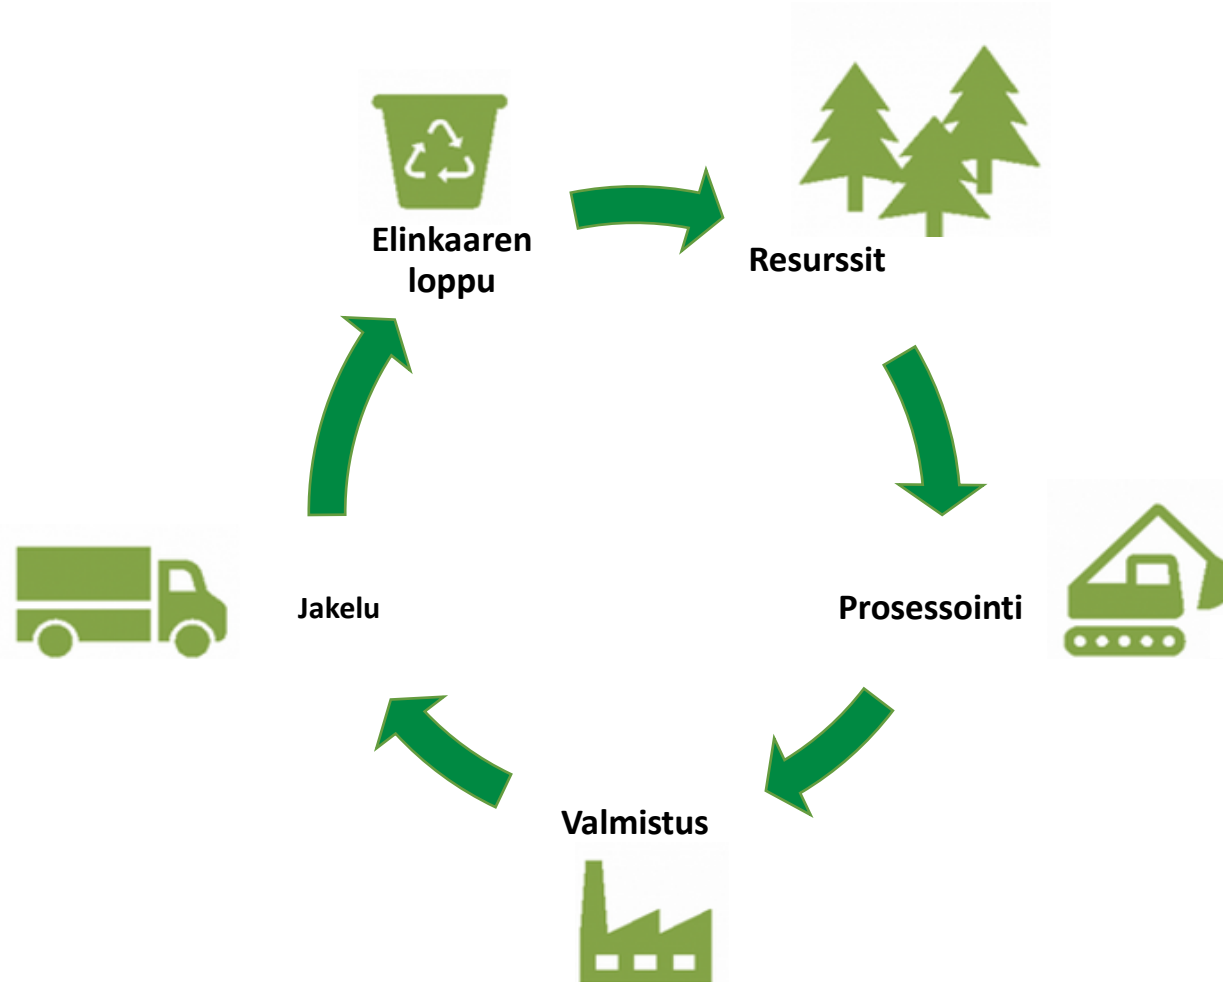 Elinkaaren
loppu
Resurssit
Jakelu
Prosessointi
Valmistus